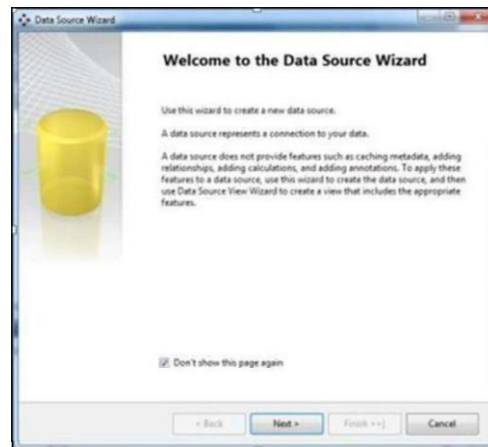 Data Source Wizard
Welcome to the Data Source Wizard
Use this wizard to create a new data source.
A data source represents a connection to your data.
A data source does not provide features such as caching metadata, adding
relationships, adding calculations, and adding annotations. To apply these
features to a data source, use this wizard to create the data source, and then
use Data Source View Wizard to create a view that includes the appropriate
features.
Don't show this page again
< Back
Next >
Finish >>|
Cancel